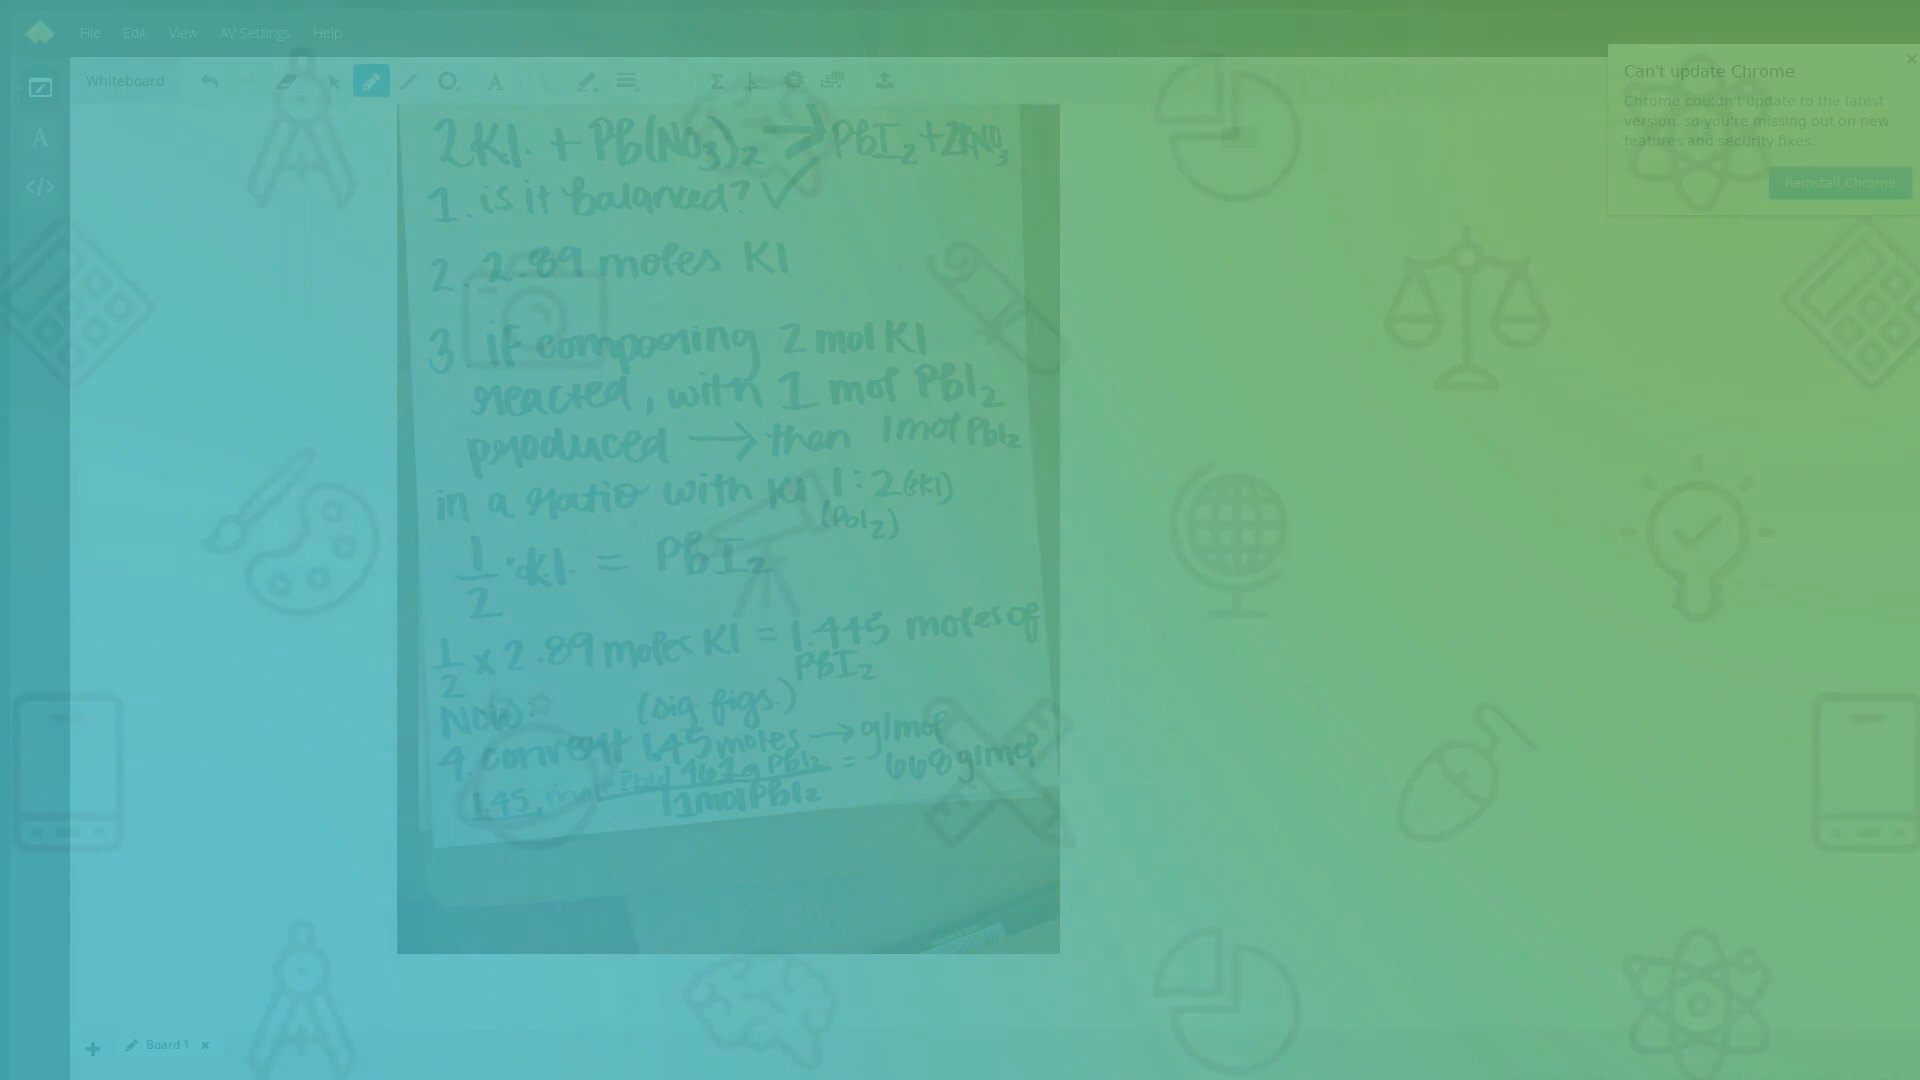 File Edit View AV Settings Help
Whiteboard
Can't update Chrome
Chrome couldn't update to the latest
version, so you're missing out on new
features and security fixes.
Reinstall Chrome
2KI + Pb(NO3)2 → PbI2 + 2KNO3
1. is it balanced? ✓
2. 2.89 moles KI
3 if comparing 2 mol KI
reacted, with 1 mol PbI2
produced → then 1mol PbI2
in a ratio with KI 1:2 (2KI)
(PbI2)
1/2 · KI = PbI2
1/2 x 2.89 moles KI = 1.445 moles of
PbI2
Now: (sig figs.)
4. convert 1.45 moles → g/mol
1.45 mole PbI2 | 461 g PbI2 = 668 g/mol
1 mol PbI2
Board 1